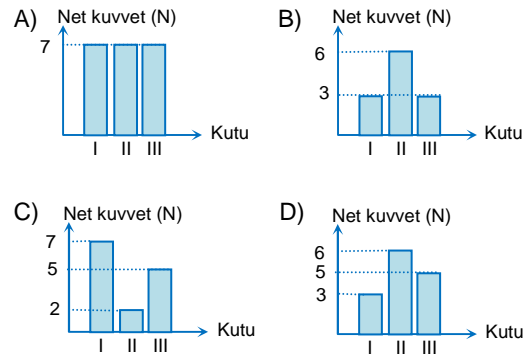 A) Net kuvvet (N)
7
I II III
Kutu
B) Net kuvvet (N)
6
3
I II III
Kutu
C) Net kuvvet (N)
7
5
2
I II III
Kutu
D) Net kuvvet (N)
6
5
3
I II III
Kutu